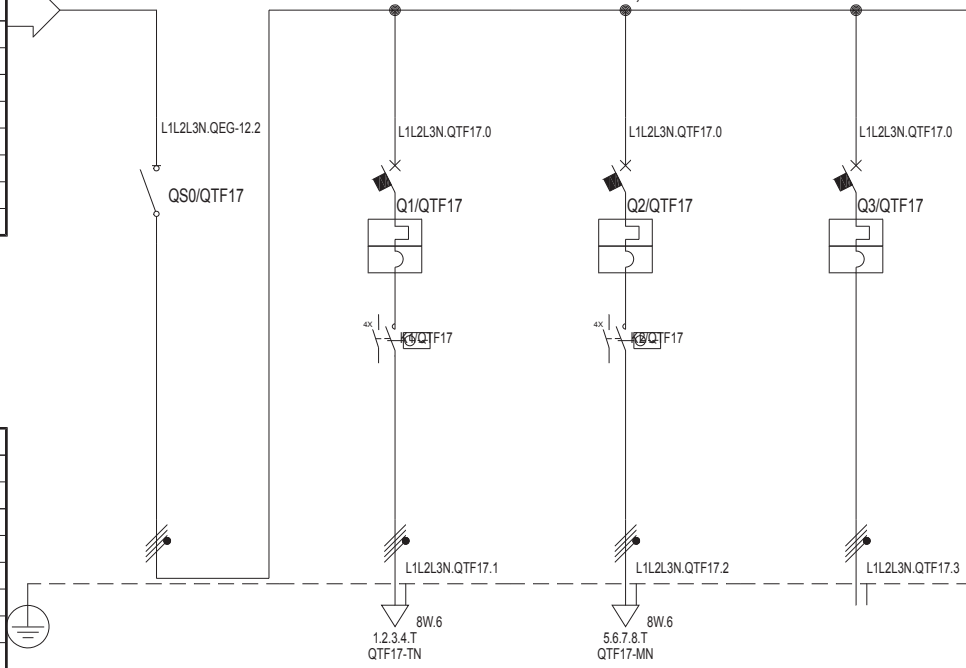 L1L2L3N.QEG-12.2
L1L2L3N.QTF17.0
L1L2L3N.QTF17.0
L1L2L3N.QTF17.0
QS0/QTF17
Q1/QTF17
Q2/QTF17
Q3/QTF17
4X
4X
L1L2L3N.QTF17.1
L1L2L3N.QTF17.2
L1L2L3N.QTF17.3
8W.6
8W.6
1.2.3.4.T
QTF17-TN
5.6.7.8.T
QTF17-MN